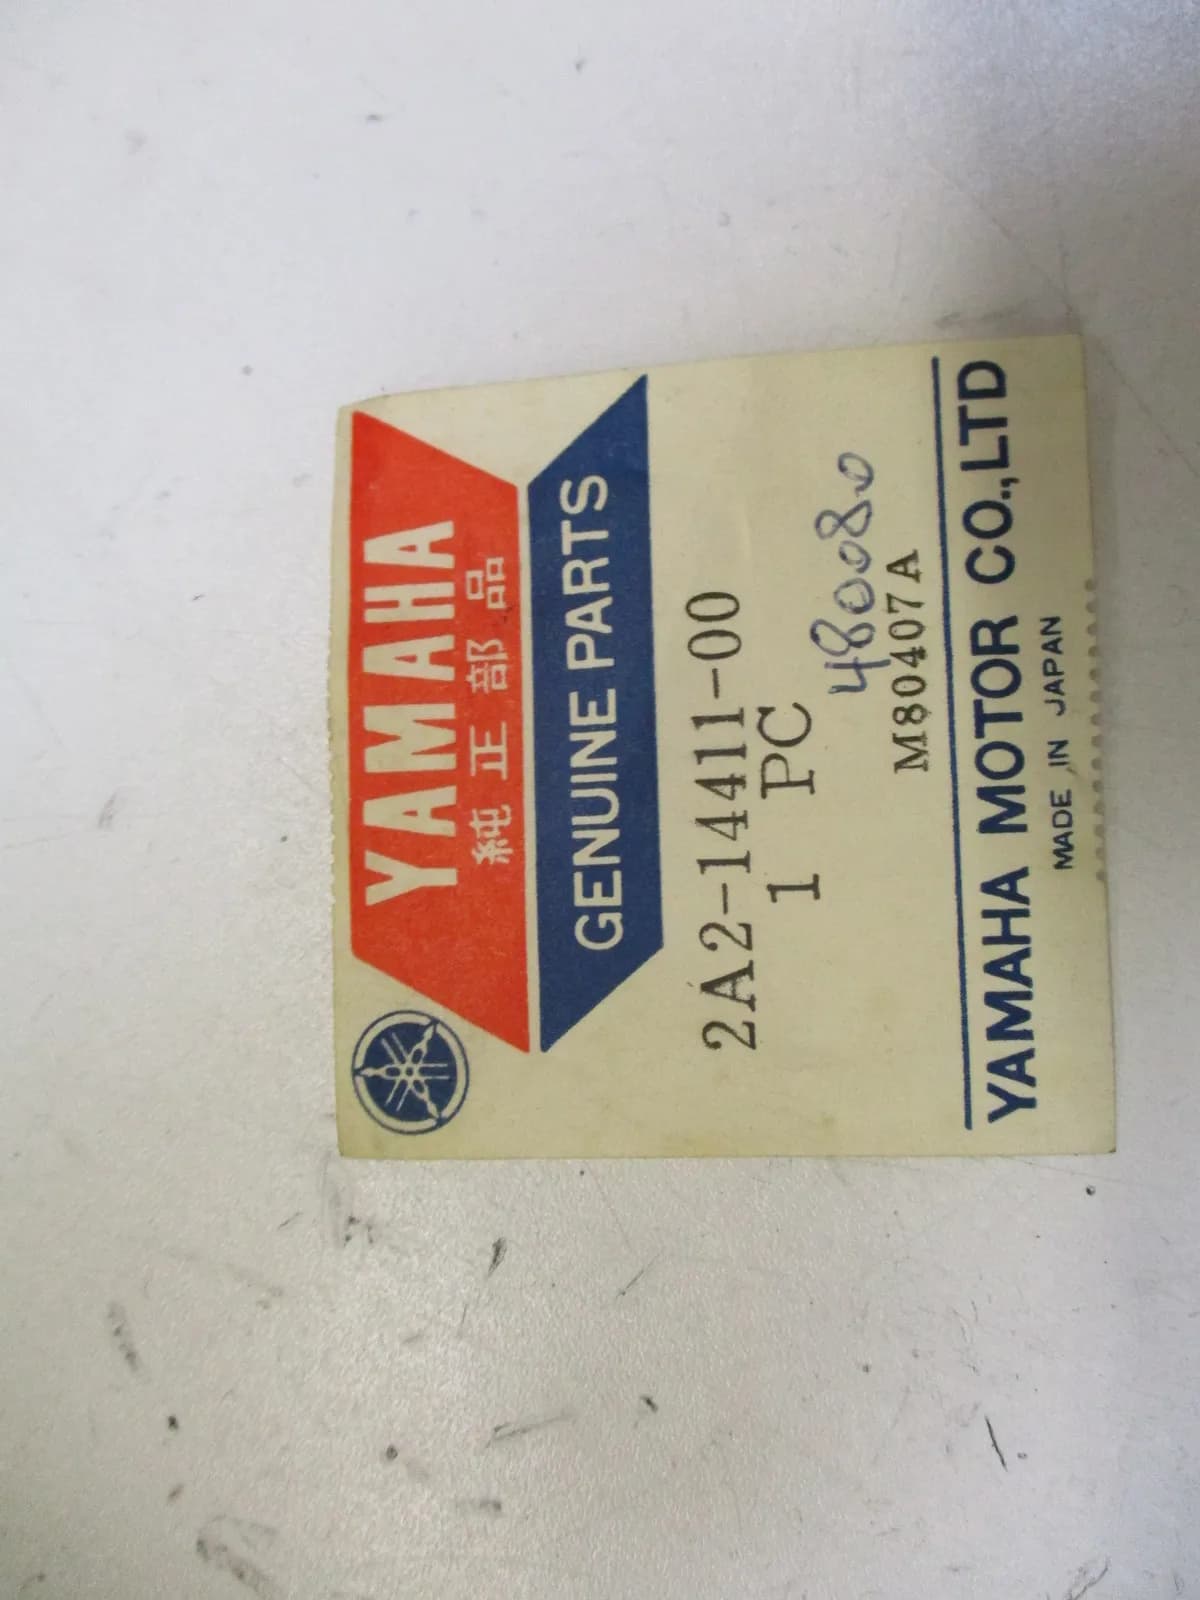 YAMAHA
純正部品
GENUINE PARTS
2A2-14411-00
1 PC
480080
M80407A
YAMAHA MOTOR CO.,LTD
MADE IN JAPAN